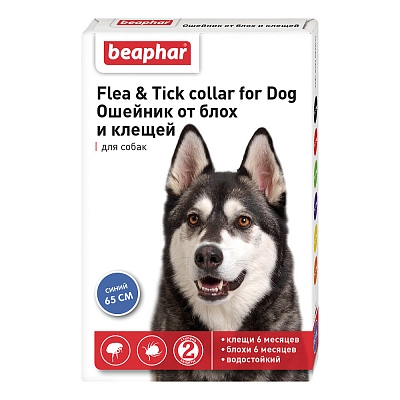 beaphar
Flea & Tick collar for Dog
Ошейник от блох
и клещей
для собак
синий
65 СМ
2
• клещи 6 месяцев
• блохи 6 месяцев
• водостойкий